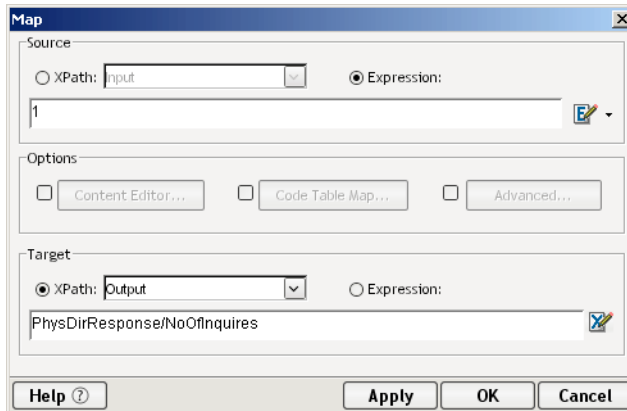 Map
Source
XPath: Input Expression:
1
Options
Content Editor... Code Table Map... Advanced...
Target
XPath: Output Expression:
PhysDirResponse/NoOfInquires
Help ? Apply OK Cancel